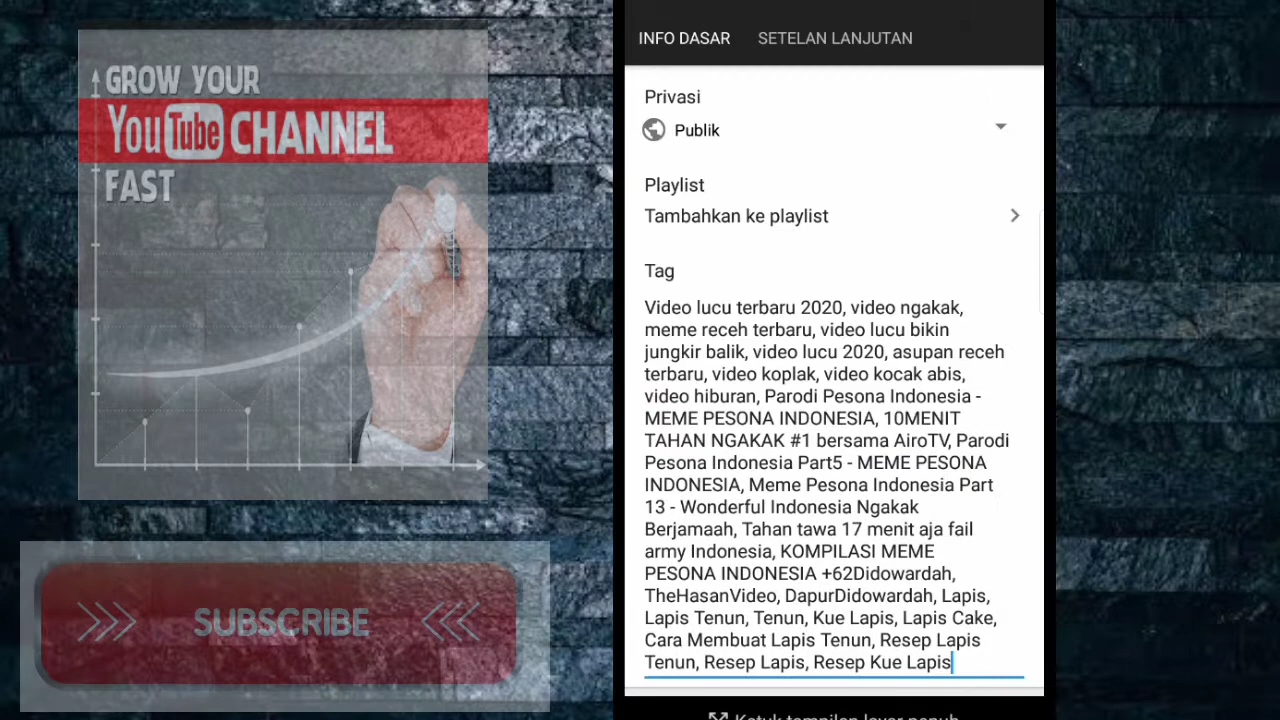 GROW YOUR
YouTube CHANNEL
FAST
SUBSCRIBE
INFO DASAR SETELAN LANJUTAN
Privasi
Publik
Playlist
Tambahkan ke playlist
Tag
Video lucu terbaru 2020, video ngakak,
meme receh terbaru, video lucu bikin
jungkir balik, video lucu 2020, asupan receh
terbaru, video koplak, video kocak abis,
video hiburan, Parodi Pesona Indonesia -
MEME PESONA INDONESIA, 10MENIT
TAHAN NGAKAK #1 bersama AiroTV, Parodi
Pesona Indonesia Part5 - MEME PESONA
INDONESIA, Meme Pesona Indonesia Part
13 - Wonderful Indonesia Ngakak
Berjamaah, Tahan tawa 17 menit aja fail
army Indonesia, KOMPILASI MEME
PESONA INDONESIA +62Didowardah,
TheHasanVideo, DapurDidowardah, Lapis,
Lapis Tenun, Tenun, Kue Lapis, Lapis Cake,
Cara Membuat Lapis Tenun, Resep Lapis
Tenun, Resep Lapis, Resep Kue Lapis
Ketuk tampilan layar penuh